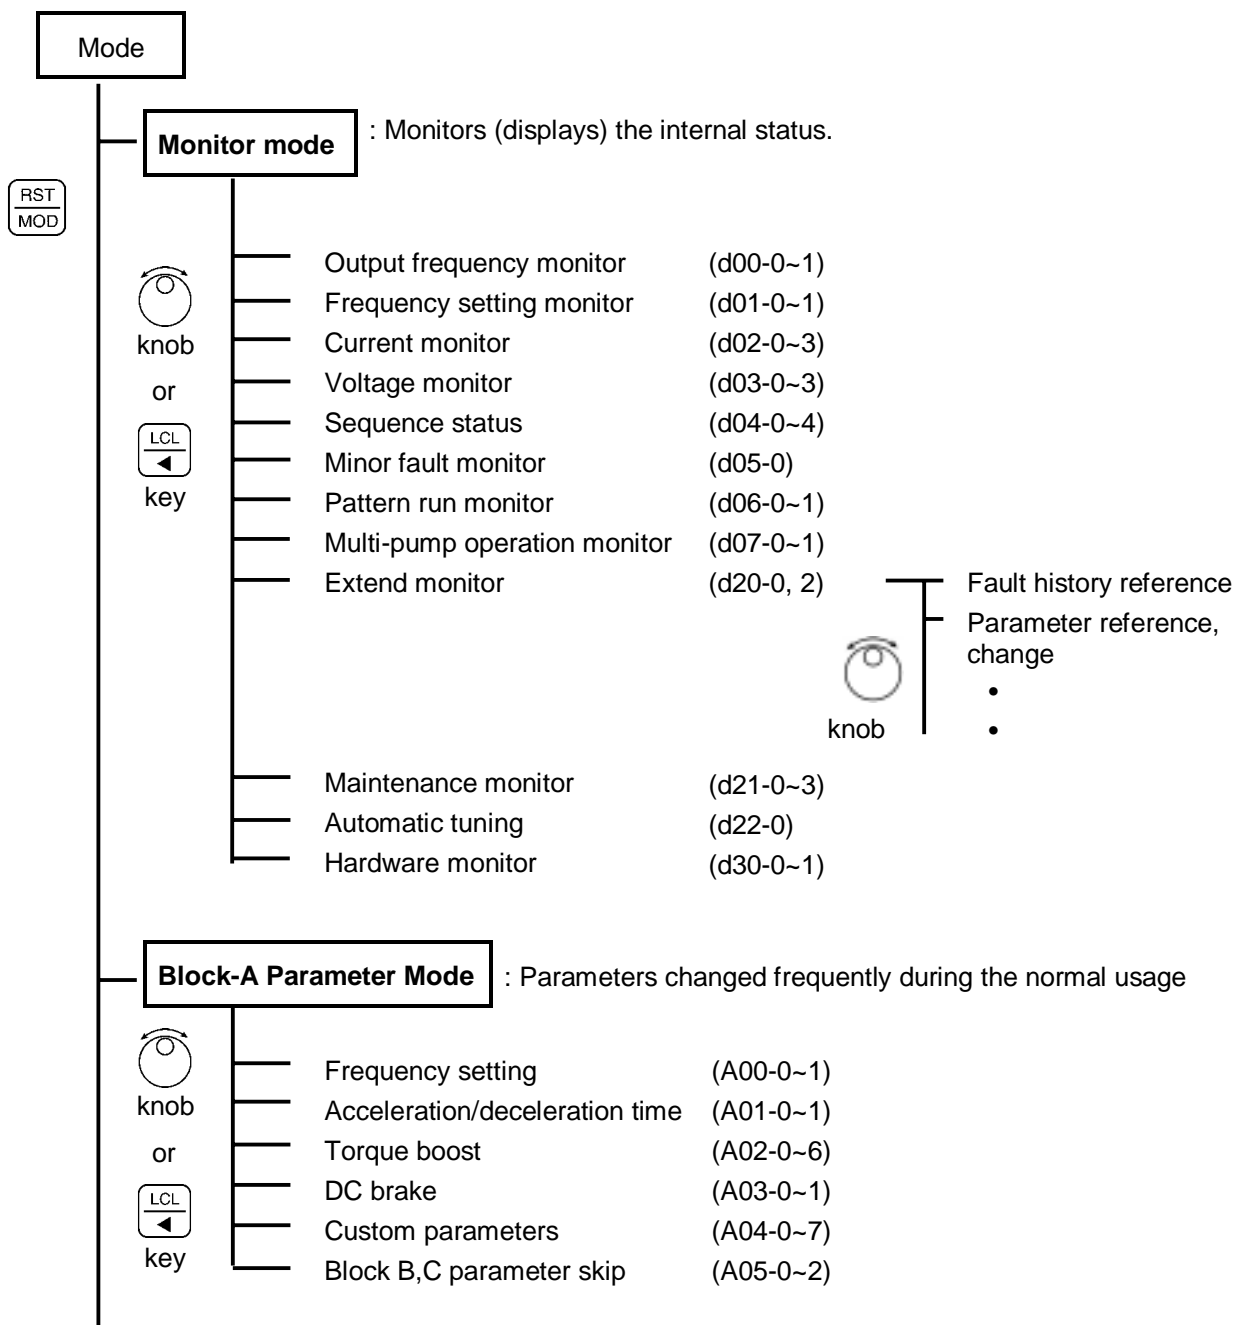 Mode
Monitor mode : Monitors (displays) the internal status.
RST
MOD
Output frequency monitor (d00-0~1)
Frequency setting monitor (d01-0~1)
knob Current monitor (d02-0~3)
or Voltage monitor (d03-0~3)
LCL Sequence status (d04-0~4)
Minor fault monitor (d05-0)
key Pattern run monitor (d06-0~1)
Multi-pump operation monitor (d07-0~1)
Extend monitor (d20-0, 2) Fault history reference
Parameter reference,
change
•
knob •
Maintenance monitor (d21-0~3)
Automatic tuning (d22-0)
Hardware monitor (d30-0~1)
Block-A Parameter Mode : Parameters changed frequently during the normal usage
Frequency setting (A00-0~1)
knob Acceleration/deceleration time (A01-0~1)
or Torque boost (A02-0~6)
LCL DC brake (A03-0~1)
Custom parameters (A04-0~7)
key Block B,C parameter skip (A05-0~2)